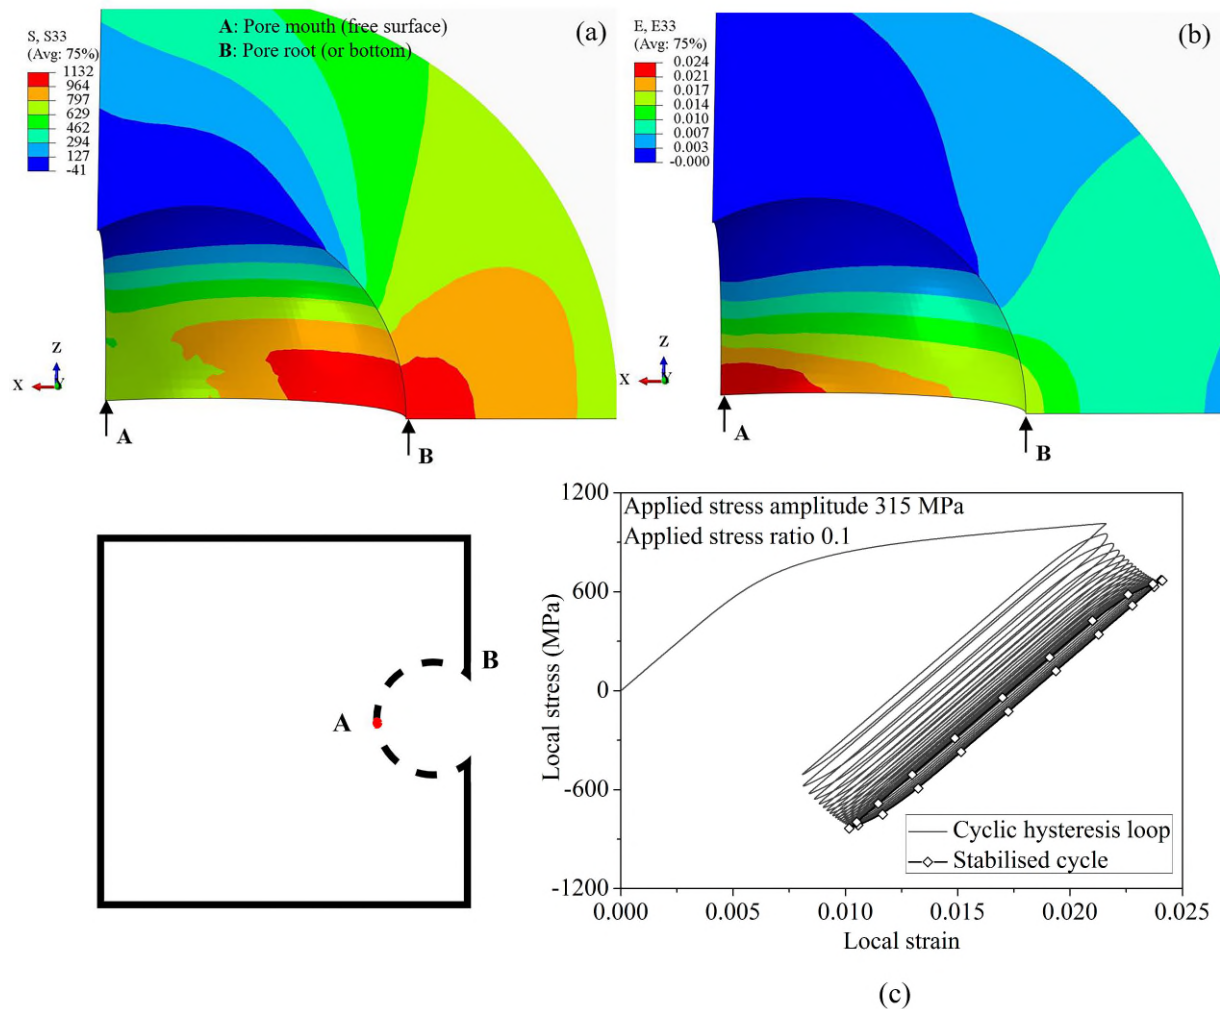 A: Pore mouth (free surface)
B: Pore root (or bottom)
(a)
S, S33
(Avg: 75%)
1132
964
797
629
462
294
127
-41
Z
X
Y
A
B
(b)
E, E33
(Avg: 75%)
0.024
0.021
0.017
0.014
0.010
0.007
0.003
-0.000
Z
X
Y
A
B
B
A
Applied stress amplitude 315 MPa
Applied stress ratio 0.1
1200
600
0
-600
-1200
Local stress (MPa)
Cyclic hysteresis loop
Stabilised cycle
0.000
0.005
0.010
0.015
0.020
0.025
Local strain
(c)